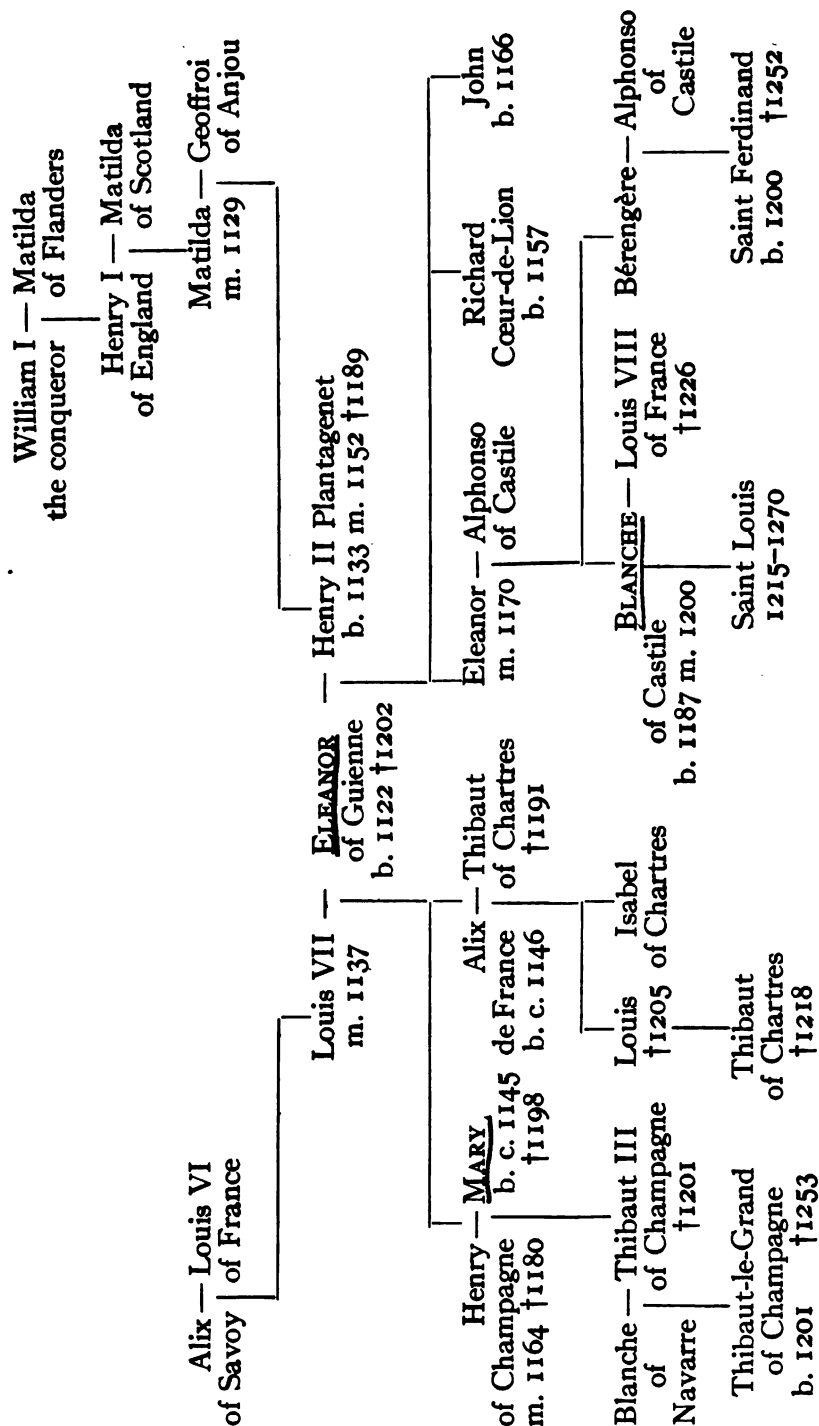 William I — Matilda
the conqueror of Flanders
Henry I — Matilda
of England of Scotland
Matilda — Geoffroi
m. 1129 of Anjou
Alix — Louis VI
of Savoy of France
Louis VII — ELEANOR — Henry II Plantagenet
m. 1137 of Guienne b. 1133 m. 1152 †1189
b. 1122 †1202
Henry — MARY Alix — Thibaut Eleanor — Alphonso Richard John
of Champagne b. c. 1145 de France of Chartres m. 1170 of Castile Cœur-de-Lion b. 1166
m. 1164 †1180 †1198 b. c. 1146 †1191 b. 1157
Blanche — Thibaut III Louis Isabel BLANCHE — Louis VIII Bérengère — Alphonso
of of Champagne †1205 of Chartres of Castile of France of
Navarre †1201 b. 1187 m. 1200 †1226 Castile
Thibaut-le-Grand Thibaut Saint Louis Saint Ferdinand
of Champagne of Chartres 1215–1270 b. 1200 †1252
b. 1201 †1253 †1218